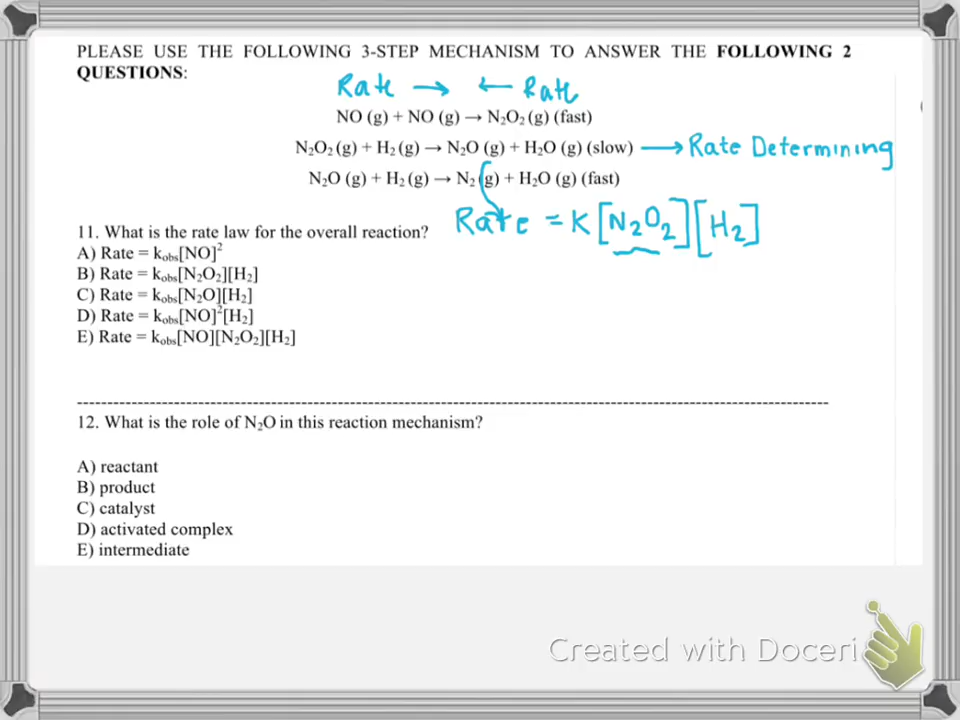 PLEASE USE THE FOLLOWING 3-STEP MECHANISM TO ANSWER THE FOLLOWING 2
QUESTIONS:
Rate → ← Rate
NO (g) + NO (g) → N₂O₂ (g) (fast)
N₂O₂ (g) + H₂ (g) → N₂O (g) + H₂O (g) (slow) → Rate Determining
N₂O (g) + H₂ (g) → N₂ (g) + H₂O (g) (fast)
Rate = K[N₂O₂][H₂]
11. What is the rate law for the overall reaction?
A) Rate = kobs[NO]²
B) Rate = kobs[N₂O₂][H₂]
C) Rate = kobs[N₂O][H₂]
D) Rate = kobs[NO]²[H₂]
E) Rate = kobs[NO][N₂O₂][H₂]
12. What is the role of N₂O in this reaction mechanism?
A) reactant
B) product
C) catalyst
D) activated complex
E) intermediate
Created with Doceri